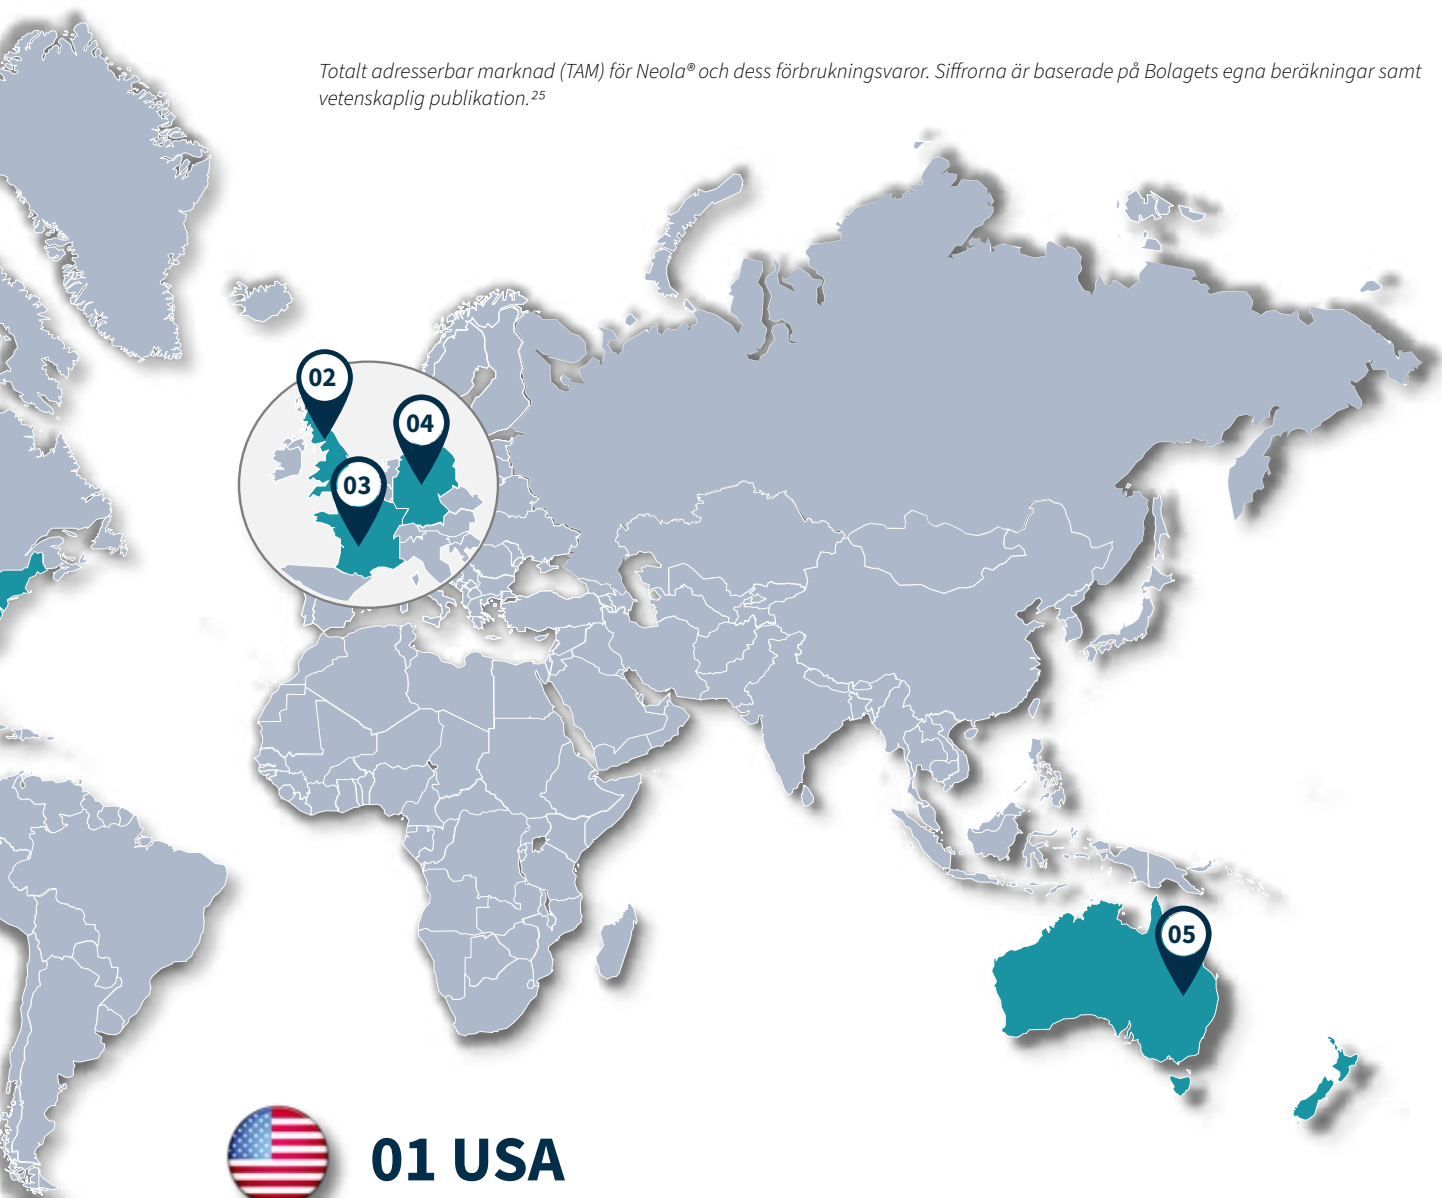 Totalt adresserbar marknad (TAM) för Neola® och dess förbrukningsvaror. Siffrorna är baserade på Bolagets egna beräkningar samt
vetenskaplig publikation.²⁵
02
04
03
05
01 USA